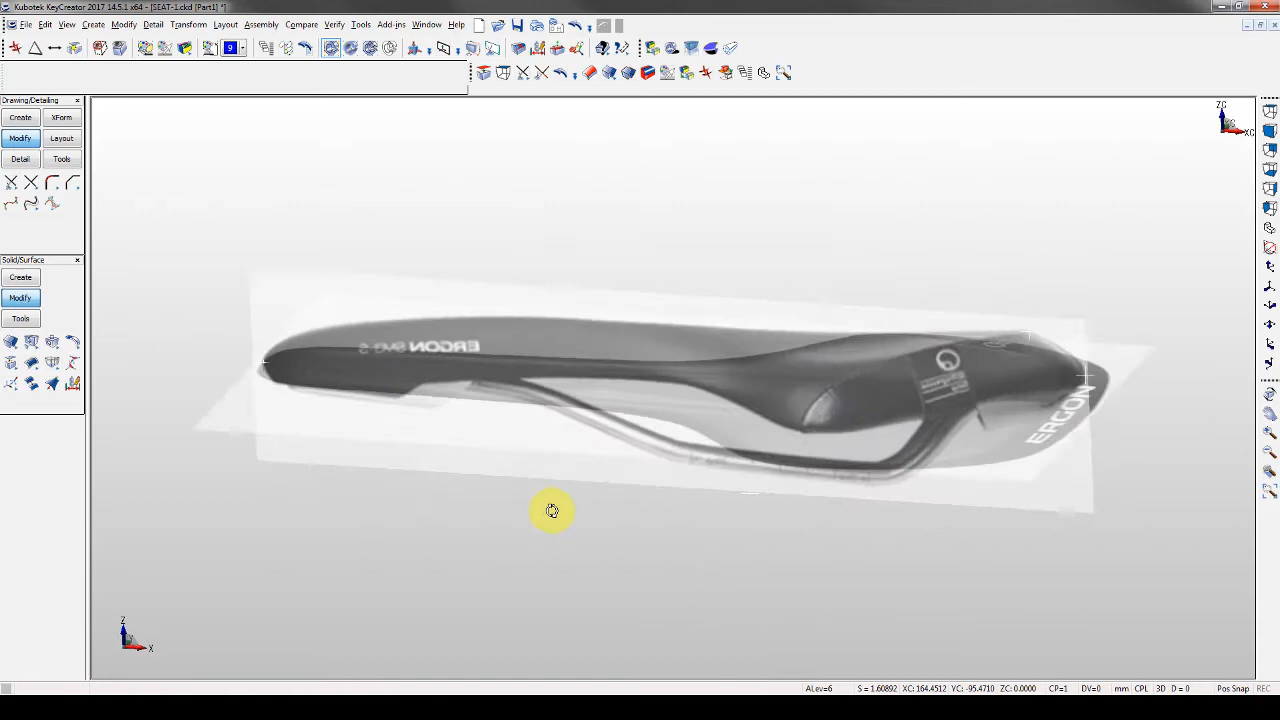 Kubotek KeyCreator 2017 14.5.1 x64 - [SEAT-1.ckd [Part1] *]
File Edit View Create Modify Detail Transform Layout Assembly Compare Verify Tools Add-ins Window Help
9
Drawing/Detailing
Create XForm
Modify Layout
Detail Tools
Solid/Surface
Create
Modify
Tools
ZC
XC
ERGON
ERGON
Z
X
ALev=6 S = 1.60892 XC: 164.4512 YC: -95.4710 ZC: 0.0000 CP=1 DV=0 mm CPL 3D D = 0 Pos Snap REC